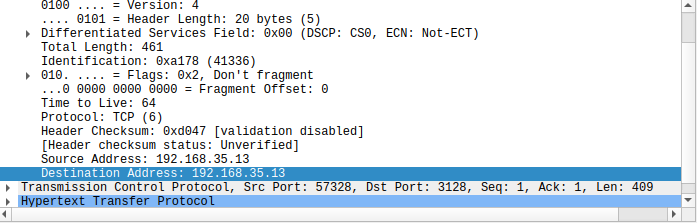 0100 .... = Version: 4
.... 0101 = Header Length: 20 bytes (5)
Differentiated Services Field: 0x00 (DSCP: CS0, ECN: Not-ECT)
Total Length: 461
Identification: 0xa178 (41336)
010. .... = Flags: 0x2, Don't fragment
...0 0000 0000 0000 = Fragment Offset: 0
Time to Live: 64
Protocol: TCP (6)
Header Checksum: 0xd047 [validation disabled]
[Header checksum status: Unverified]
Source Address: 192.168.35.13
Destination Address: 192.168.35.13
Transmission Control Protocol, Src Port: 57328, Dst Port: 3128, Seq: 1, Ack: 1, Len: 409
Hypertext Transfer Protocol